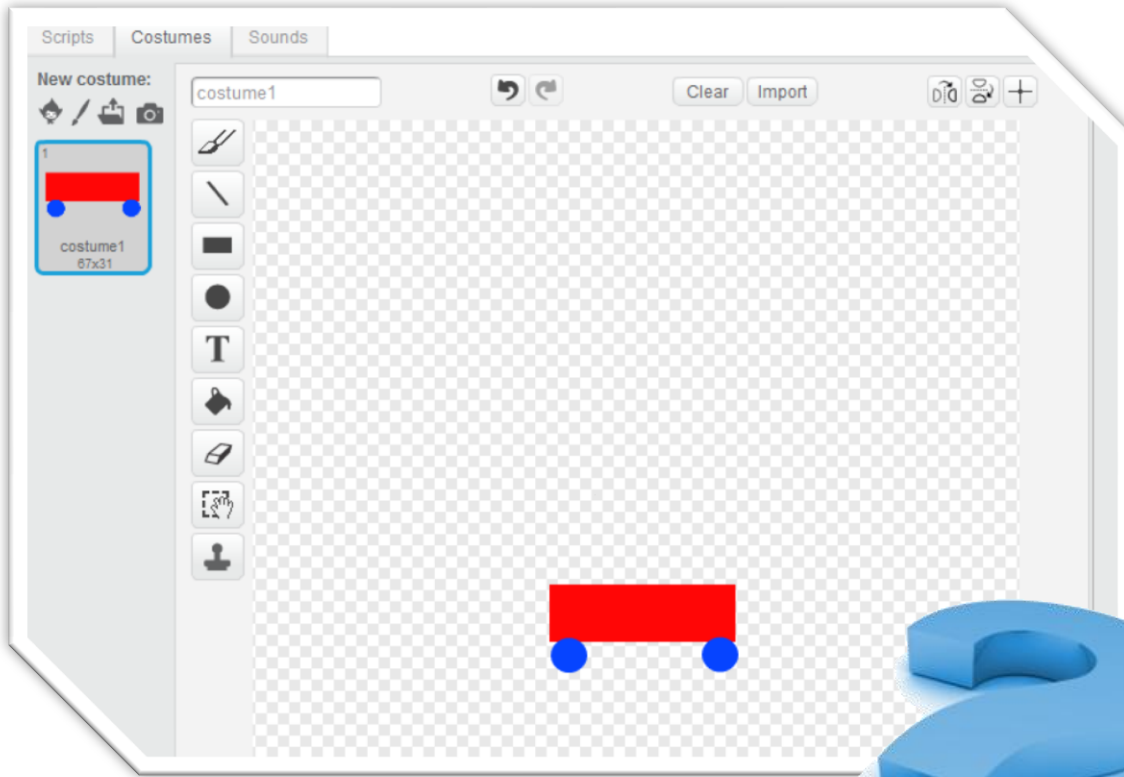 Scripts Costumes Sounds
New costume:
costume1
Clear Import
1
costume1
67x31
T